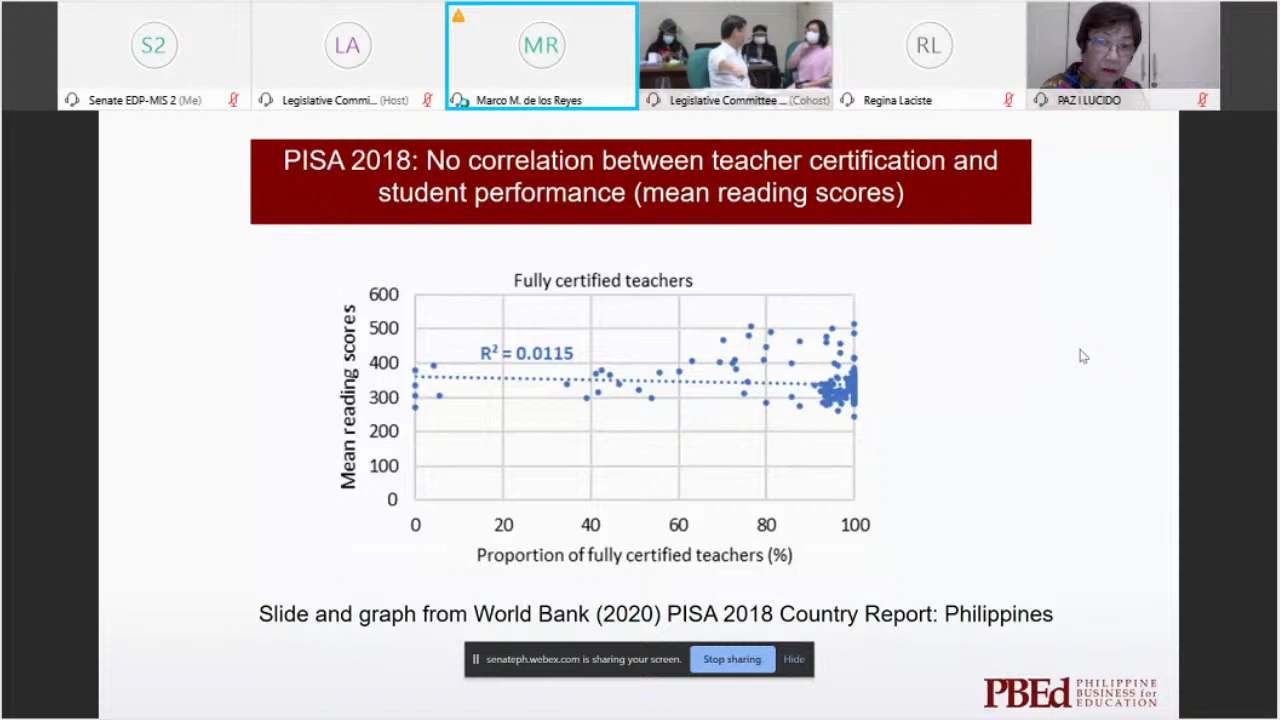 S2
LA
MR
RL
Senate EDP-MIS 2 (Me)
Legislative Commi... (Host)
Marco M. de los Reyes
Legislative Committee ... (Cohost)
Regina Laciste
PAZ I LUCIDO
PISA 2018: No correlation between teacher certification and
student performance (mean reading scores)
Fully certified teachers
Mean reading scores
600
500
400
300
200
100
0
R² = 0.0115
0 20 40 60 80 100
Proportion of fully certified teachers (%)
Slide and graph from World Bank (2020) PISA 2018 Country Report: Philippines
senateph.webex.com is sharing your screen. Stop sharing Hide
PBEd
PHILIPPINE
BUSINESS for
EDUCATION